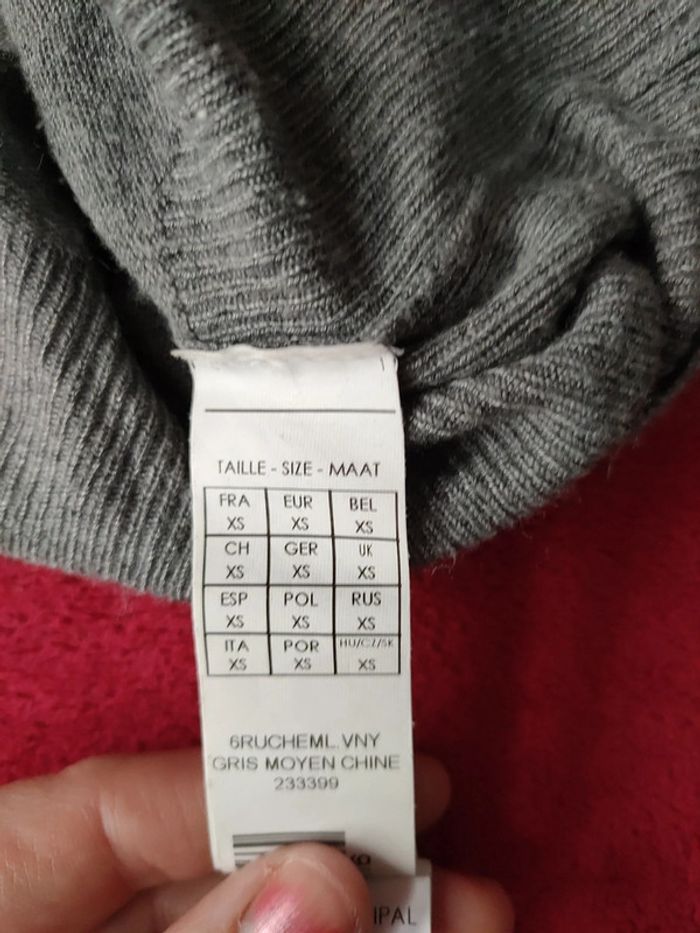 TAILLE - SIZE - MAAT
FRA EUR BEL
XS XS XS
CH GER UK
XS XS XS
ESP POL RUS
XS XS XS
ITA POR HU/CZ/SK
XS XS XS
6RUCHEML.VNY
GRIS MOYEN CHINE
233399
IPAL